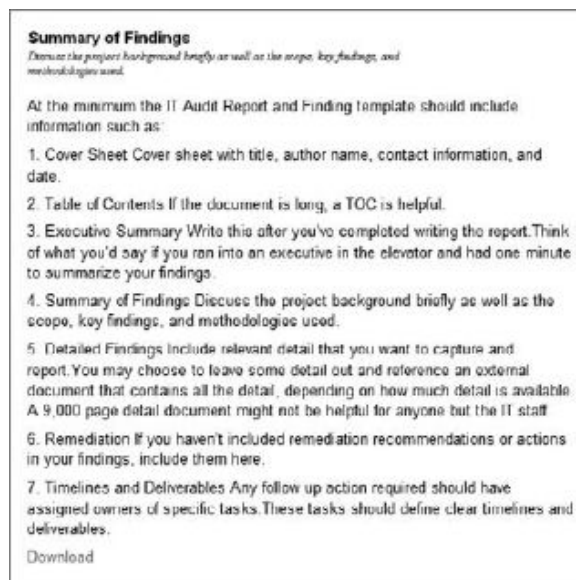 Summary of Findings
Discuss the project background briefly as well as the scope, key findings, and
methodologies used.
At the minimum the IT Audit Report and Finding template should include
information such as:
1. Cover Sheet Cover sheet with title, author name, contact information, and
date.
2. Table of Contents If the document is long, a TOC is helpful.
3. Executive Summary Write this after you've completed writing the report.Think
of what you'd say if you ran into an executive in the elevator and had one minute
to summarize your findings.
4. Summary of Findings Discuss the project background briefly as well as the
scope, key findings, and methodologies used.
5. Detailed Findings Include relevant detail that you want to capture and
report.You may choose to leave some detail out and reference an external
document that contains all the detail, depending on how much detail is available
A 9,000 page detail document might not be helpful for anyone but the IT staff
6. Remediation If you haven't included remediation recommendations or actions
in your findings, include them here.
7. Timelines and Deliverables Any follow up action required should have
assigned owners of specific tasks.These tasks should define clear timelines and
deliverables.
Download